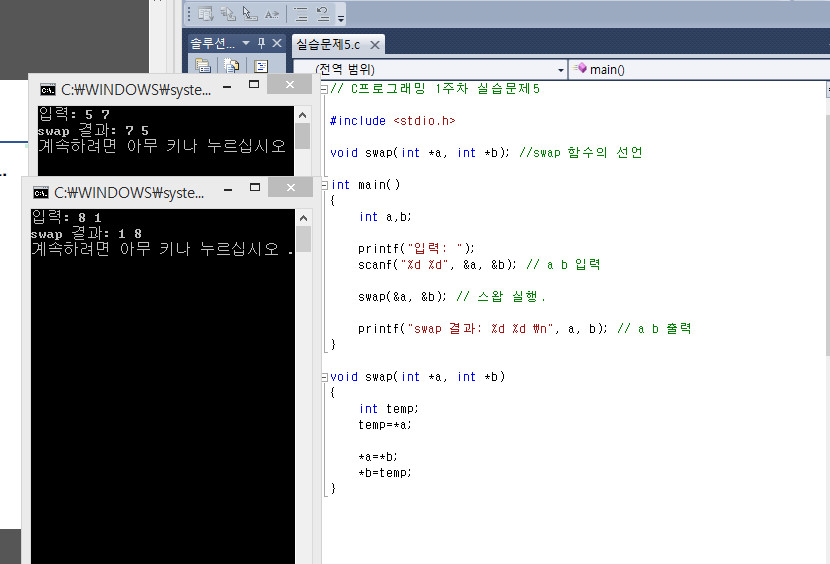 솔루션...
실습문제5.c
(전역 범위)
main()
C:₩WINDOWS₩syste...
입력: 5 7
swap 결과: 7 5
계속하려면 아무 키나 누르십시오
C:₩WINDOWS₩syste...
입력: 8 1
swap 결과: 1 8
계속하려면 아무 키나 누르십시오 .
// C프로그래밍 1주차 실습문제5
#include <stdio.h>
void swap(int *a, int *b); //swap 함수의 선언
int main()
{
int a,b;
printf("입력: ");
scanf("%d %d", &a, &b); // a b 입력
swap(&a, &b); // 스왑 실행.
printf("swap 결과: %d %d ₩n", a, b); // a b 출력
}
void swap(int *a, int *b)
{
int temp;
temp=*a;
*a=*b;
*b=temp;
}